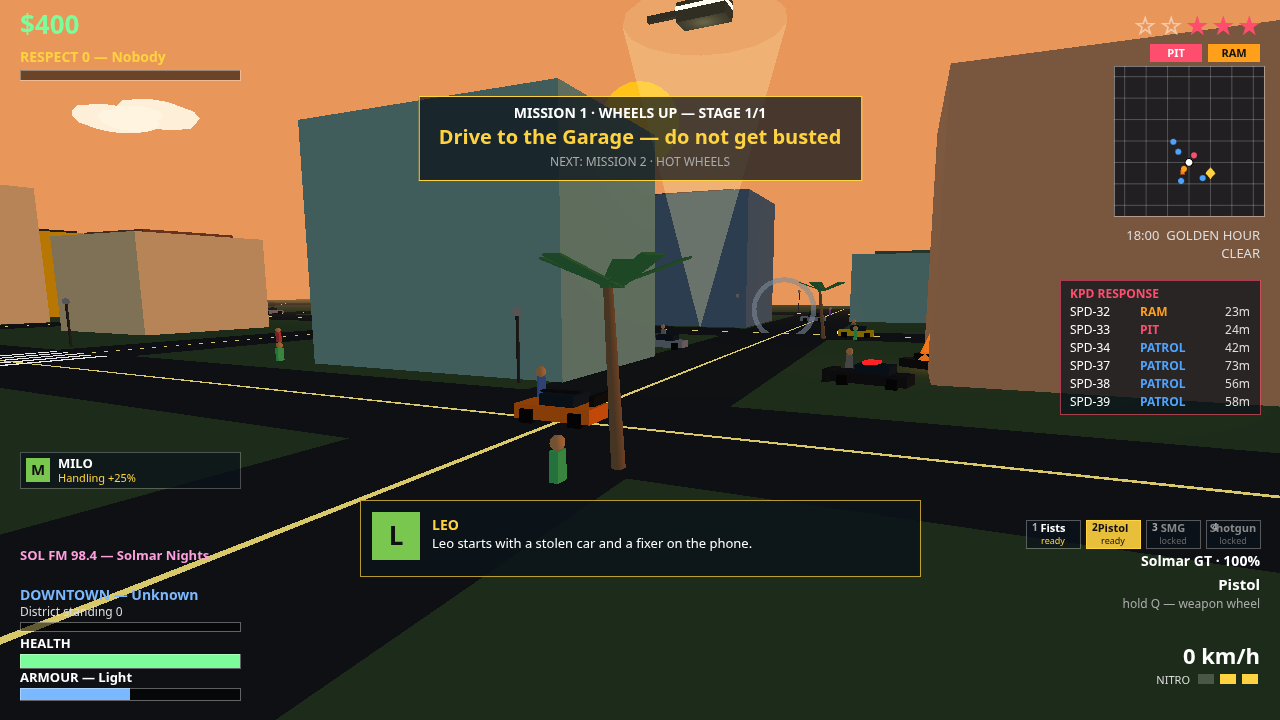 $400
RESPECT 0 — Nobody
PIT RAM
MISSION 1 · WHEELS UP — STAGE 1/1
Drive to the Garage — do not get busted
NEXT: MISSION 2 · HOT WHEELS
18:00 GOLDEN HOUR
CLEAR
KPD RESPONSE
SPD-32 RAM 23m
SPD-33 PIT 24m
SPD-34 PATROL 42m
SPD-37 PATROL 73m
SPD-38 PATROL 56m
SPD-39 PATROL 58m
M MILO
Handling +25%
L LEO
Leo starts with a stolen car and a fixer on the phone.
SOL FM 98.4 — Solmar Nights
DOWNTOWN — Unknown
District standing 0
HEALTH
ARMOUR — Light
1 Fists ready
2 Pistol ready
3 SMG locked
4 Shotgun locked
Solmar GT · 100%
Pistol
hold Q — weapon wheel
0 km/h
NITRO